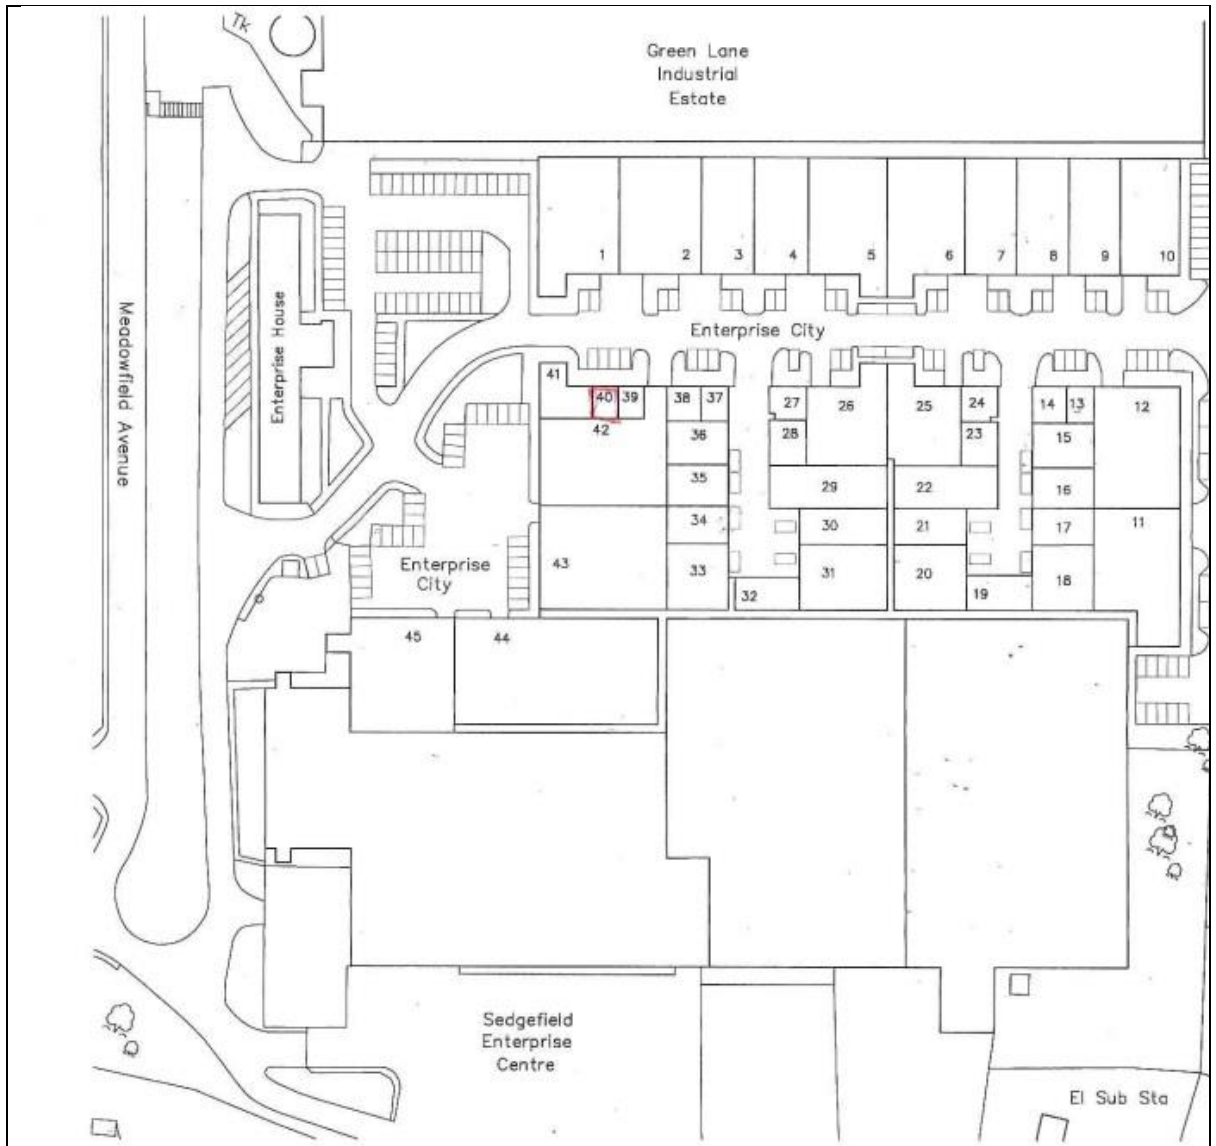 Tk
Green Lane
Industrial
Estate
1 2 3 4 5 6 7 8 9 10
Enterprise City
Meadowfield Avenue
Enterprise House
41
40 39 38 37 27 26 25 24 14 13 12
42 36 28 23 15
35 29 22 16
34 30 21 17 11
43 33 31 20 18
32 19
Enterprise
City
45 44
Sedgefield
Enterprise
Centre
El Sub Sta